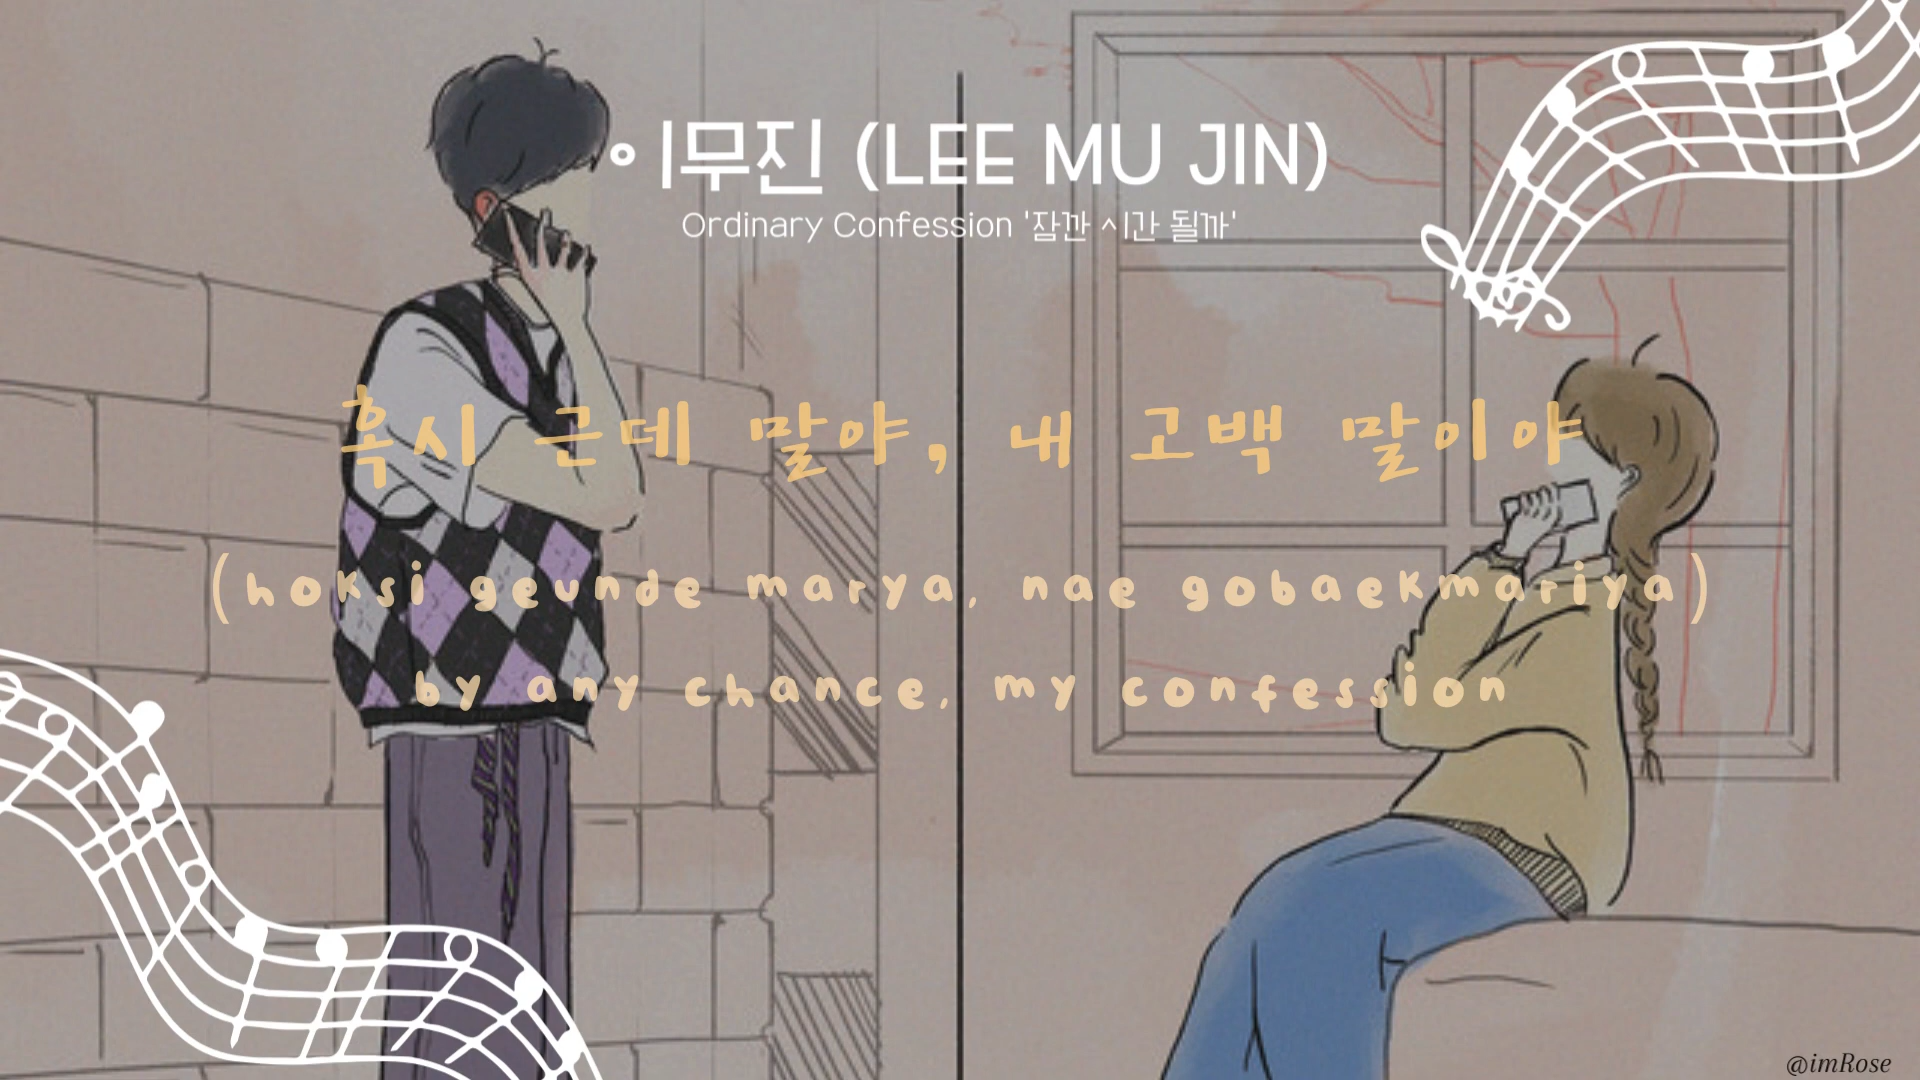 이무진 (LEE MU JIN)
Ordinary Confession '잠깐 시간 될까'
혹시 근데 말야, 내 고백 말이야
(hoksi geunde marya, nae gobaekmariya)
by any chance, my confession
@imRose